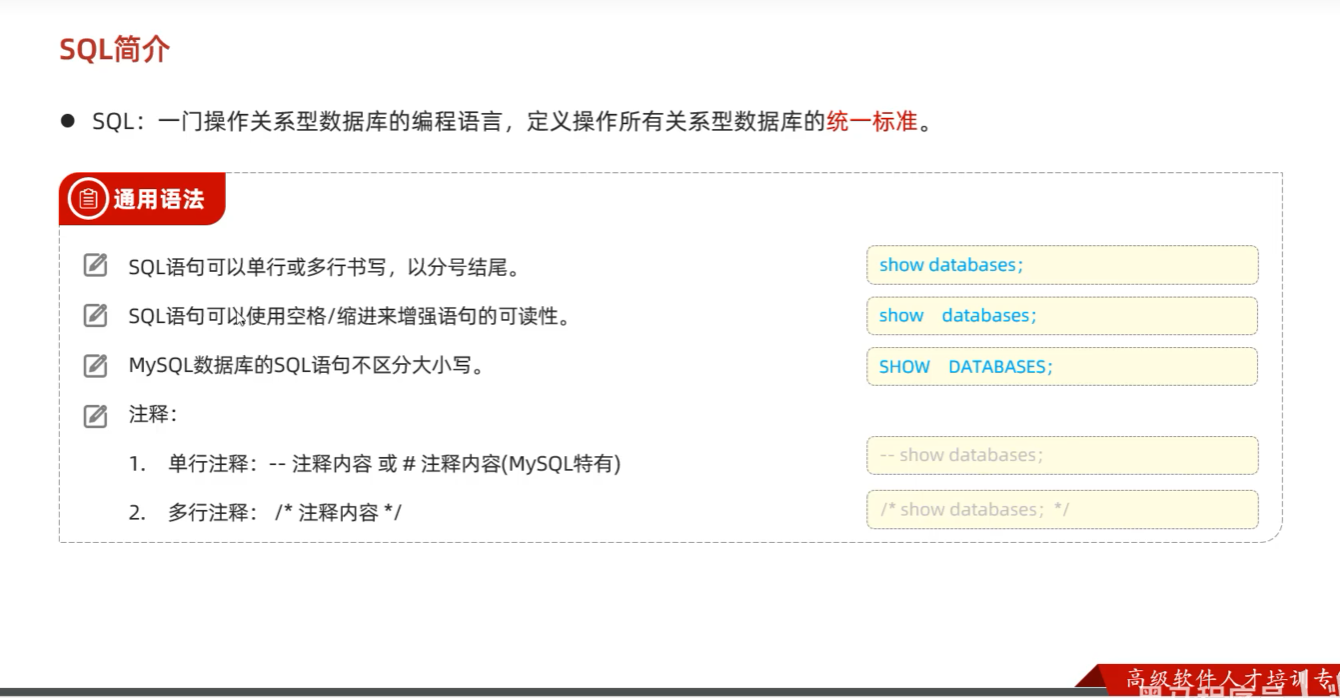 SQL简介
● SQL：一门操作关系型数据库的编程语言，定义操作所有关系型数据库的统一标准。
通用语法
SQL语句可以单行或多行书写，以分号结尾。
show databases;
SQL语句可以使用空格/缩进来增强语句的可读性。
show databases;
MySQL数据库的SQL语句不区分大小写。
SHOW DATABASES;
注释：
1. 单行注释：-- 注释内容 或 # 注释内容(MySQL特有)
-- show databases;
2. 多行注释： /* 注释内容 */
/* show databases; */
高级软件人才培训专